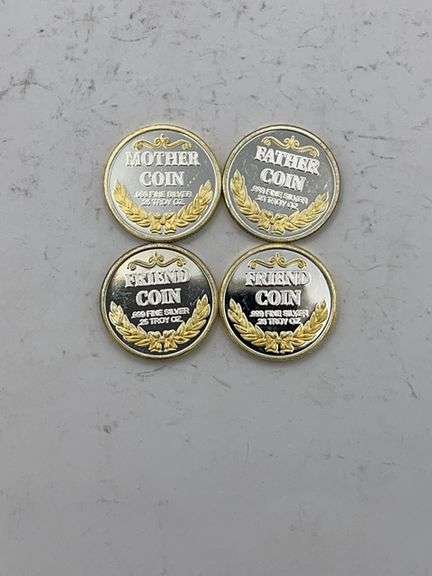 MOTHER
COIN
.999 FINE SILVER
.25 TROY OZ.
FATHER
COIN
.999 FINE SILVER
.25 TROY OZ.
FRIEND
COIN
.999 FINE SILVER
.25 TROY OZ.
FRIEND
COIN
.999 FINE SILVER
.25 TROY OZ.